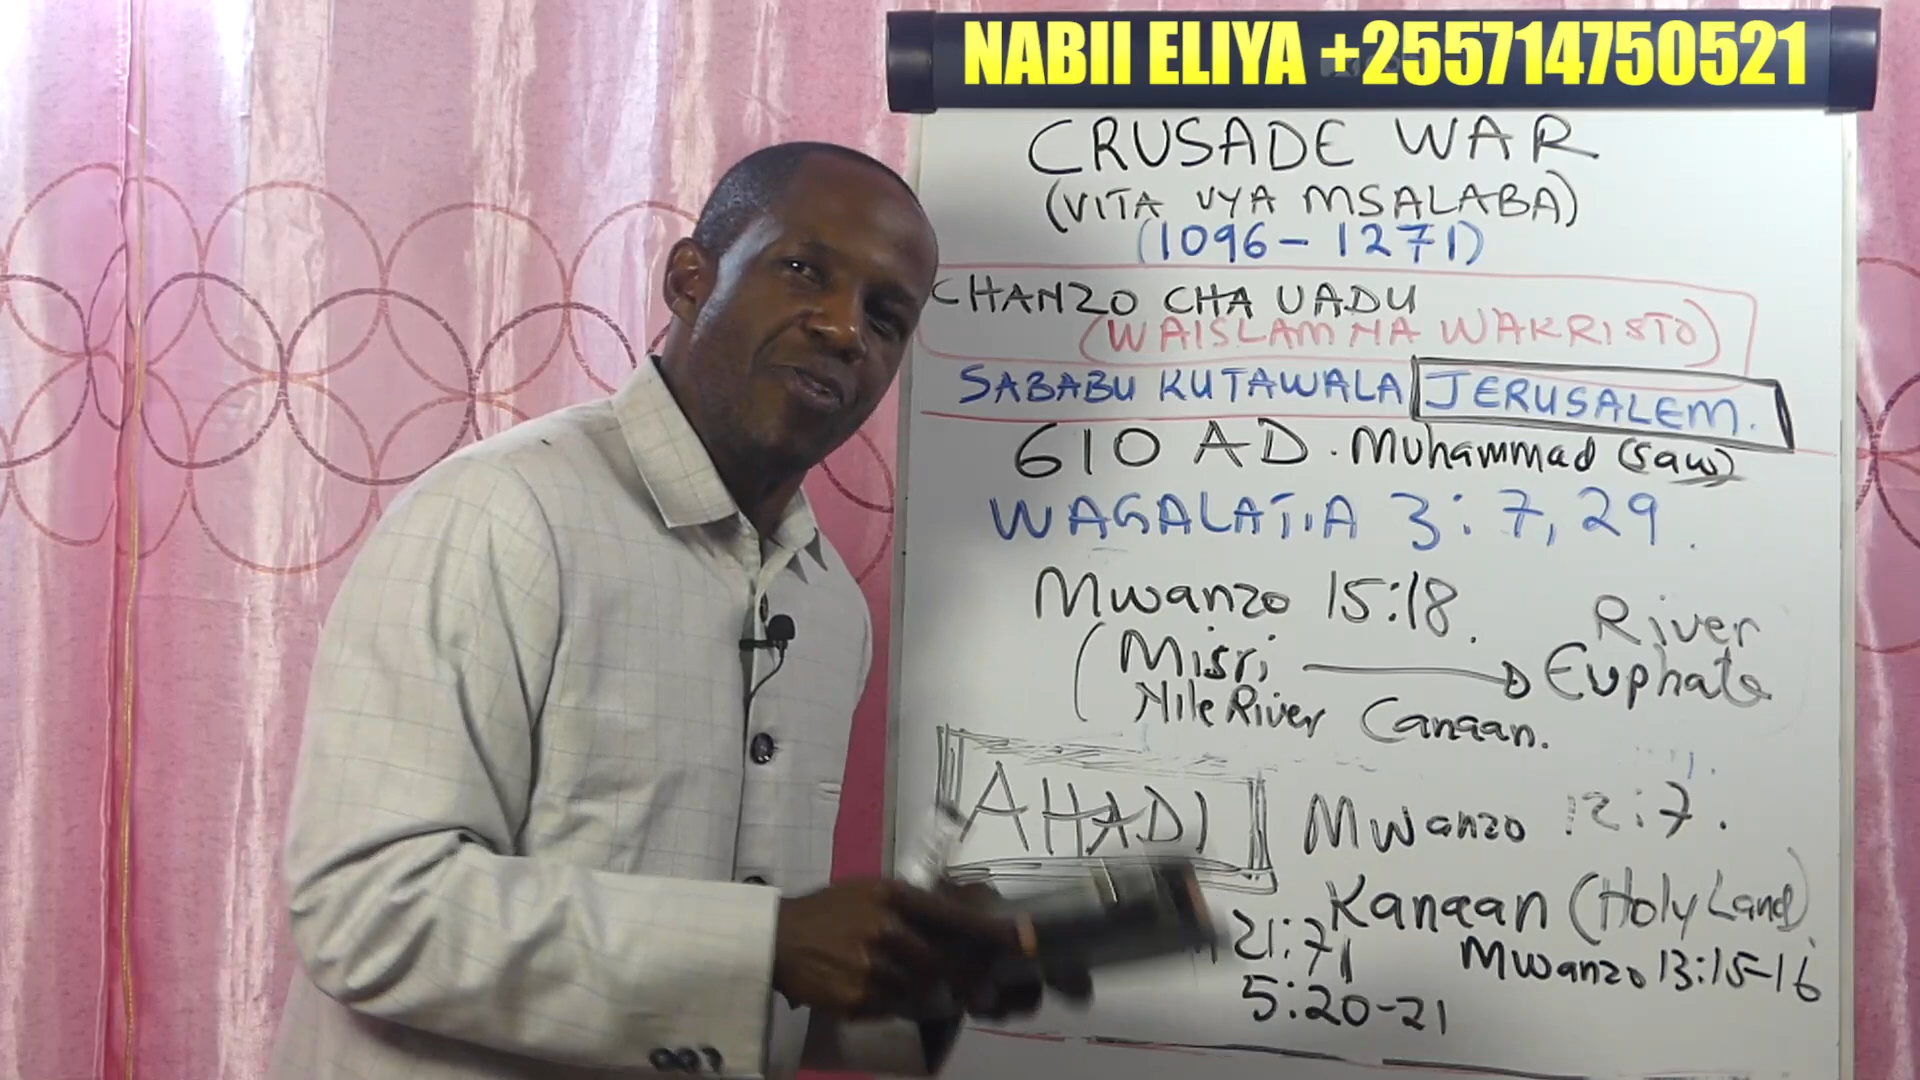 NABII ELIYA +255714750521
CRUSADE WAR
(VITA VYA MSALABA)
(1096-1271)
CHANZO CHA UADU
(WAISLAM NA WAKRISTO)
SABABU KUTAWALA JERUSALEM.
610 AD. Muhammad (saw)
WAGALATIA 3:7,29.
Mwanzo 15:18.
River
(Misri → Euphate
Nile River Canaan.
AHADI Mwanzo 12:7.
Kanaan (Holy Land)
21:71
Mwanzo 13:15-16
5:20-21